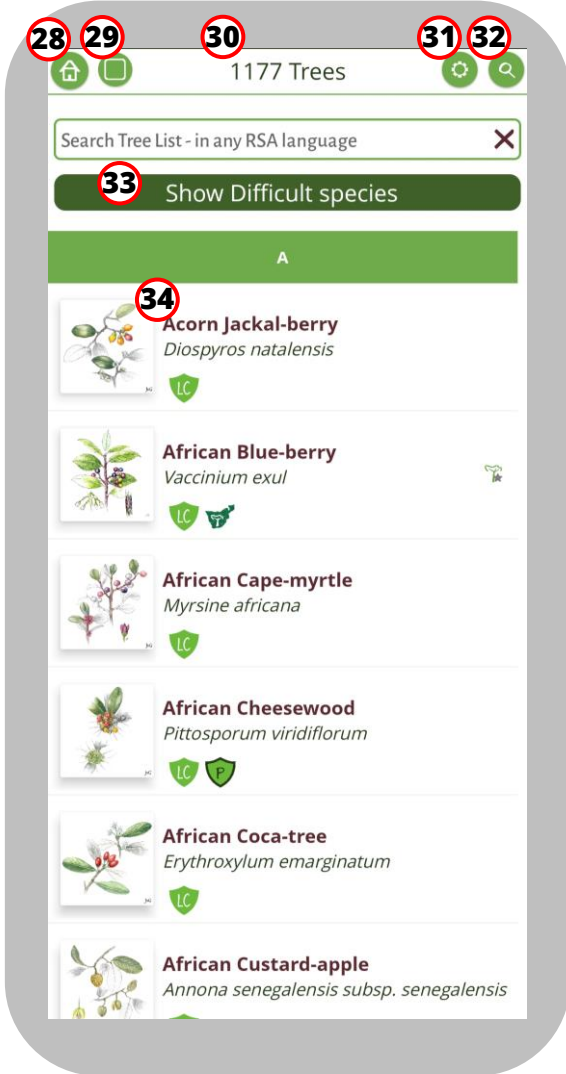 28 29 30 31 32
1177 Trees
Search Tree List - in any RSA language
33
Show Difficult species
A
34
Acorn Jackal-berry
Diospyros natalensis
LC
African Blue-berry
Vaccinium exul
LC
African Cape-myrtle
Myrsine africana
LC
African Cheesewood
Pittosporum viridiflorum
LC P
African Coca-tree
Erythroxylum emarginatum
LC
African Custard-apple
Annona senegalensis subsp. senegalensis